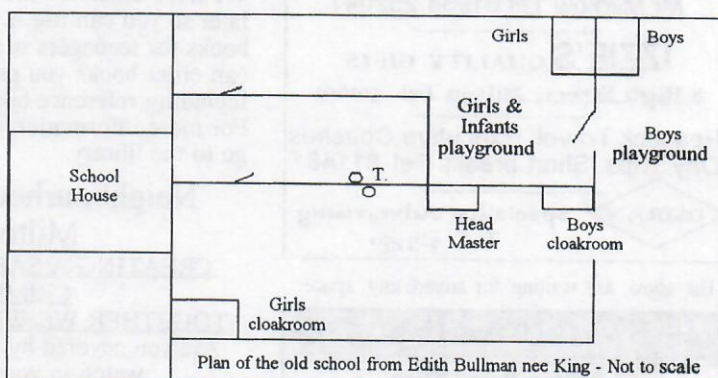 Girls
Boys
Girls &
Infants
playground
Boys
playground
School
House
T.
Head
Master
Boys
cloakroom
Girls
cloakroom
Plan of the old school from Edith Bullman nee King - Not to scale